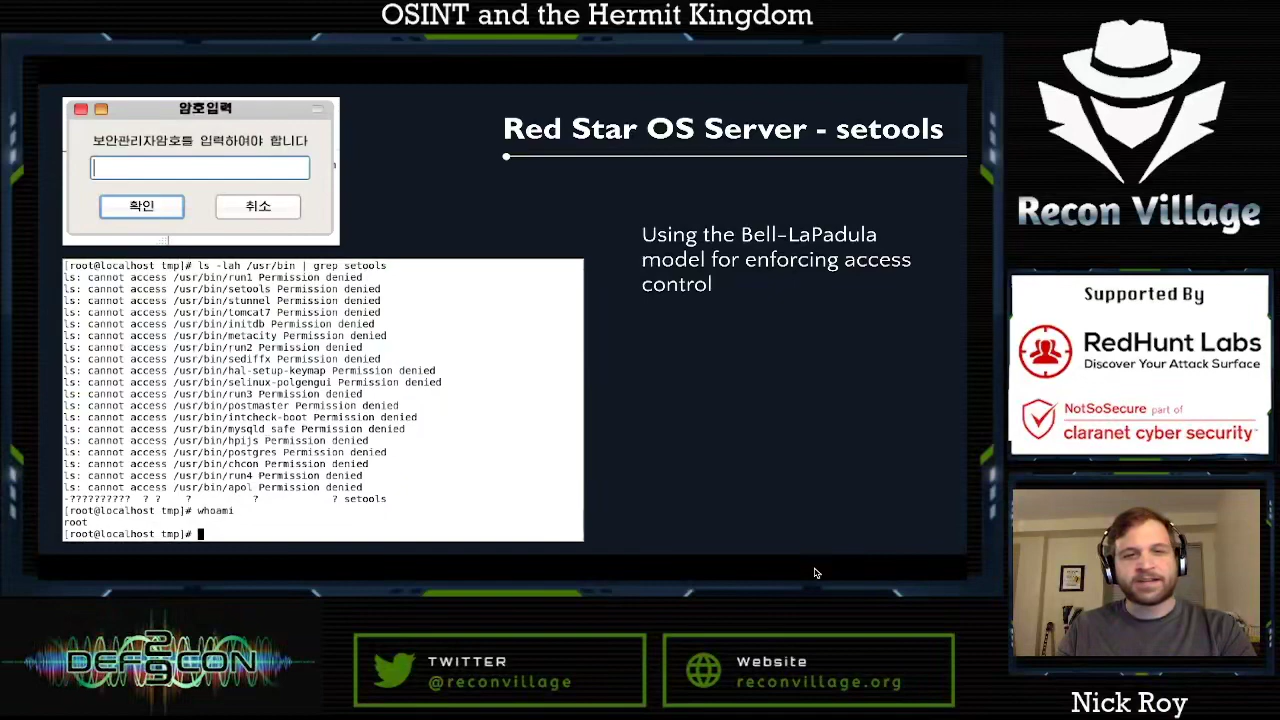 OSINT and the Hermit Kingdom
암호입력
보안관리자암호를 입력하여야 합니다
확인
취소
Red Star OS Server - setools
Using the Bell-LaPadula
model for enforcing access
control
[root@localhost tmp]# ls -lah /usr/bin | grep setools
ls: cannot access /usr/bin/run1 Permission denied
ls: cannot access /usr/bin/setools Permission denied
ls: cannot access /usr/bin/stunnel Permission denied
ls: cannot access /usr/bin/tomcat7 Permission denied
ls: cannot access /usr/bin/initdb Permission denied
ls: cannot access /usr/bin/metacity Permission denied
ls: cannot access /usr/bin/run2 Permission denied
ls: cannot access /usr/bin/sediffx Permission denied
ls: cannot access /usr/bin/hal-setup-keymap Permission denied
ls: cannot access /usr/bin/selinux-polgengui Permission denied
ls: cannot access /usr/bin/run3 Permission denied
ls: cannot access /usr/bin/postmaster Permission denied
ls: cannot access /usr/bin/intcheck-boot Permission denied
ls: cannot access /usr/bin/mysqld_safe Permission denied
ls: cannot access /usr/bin/hpijs Permission denied
ls: cannot access /usr/bin/postgres Permission denied
ls: cannot access /usr/bin/chcon Permission denied
ls: cannot access /usr/bin/run4 Permission denied
ls: cannot access /usr/bin/apol Permission denied
-?????????? ? ? ? ? ? setools
[root@localhost tmp]# whoami
root
[root@localhost tmp]#
Recon Village
Supported By
RedHunt Labs
Discover Your Attack Surface
NotSoSecure part of
claranet cyber security
DEFCON
29
TWITTER
@reconvillage
Website
reconvillage.org
Nick Roy